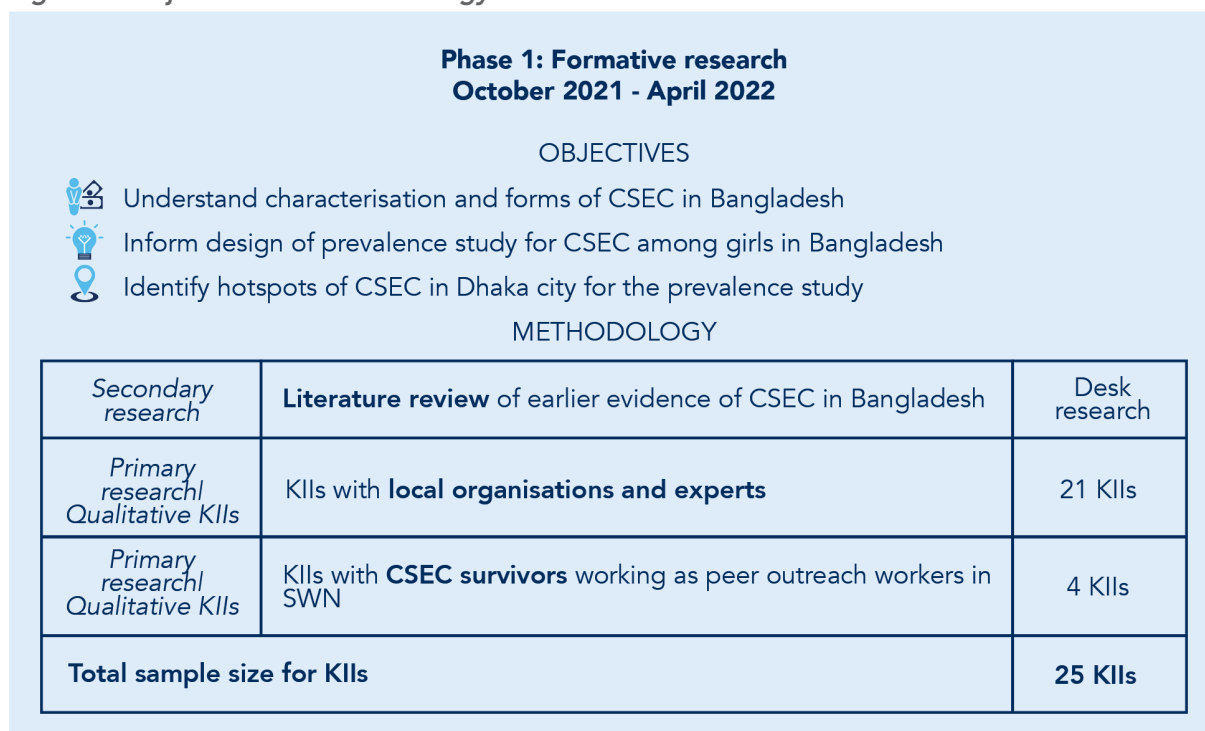 Phase 1: Formative research
October 2021 - April 2022
OBJECTIVES
Understand characterisation and forms of CSEC in Bangladesh
Inform design of prevalence study for CSEC among girls in Bangladesh
Identify hotspots of CSEC in Dhaka city for the prevalence study
METHODOLOGY
Secondary
research
Literature review of earlier evidence of CSEC in Bangladesh
Desk
research
Primary
research|
Qualitative KIIs
KIIs with local organisations and experts
21 KIIs
Primary
research|
Qualitative KIIs
KIIs with CSEC survivors working as peer outreach workers in
SWN
4 KIIs
Total sample size for KIIs
25 KIIs